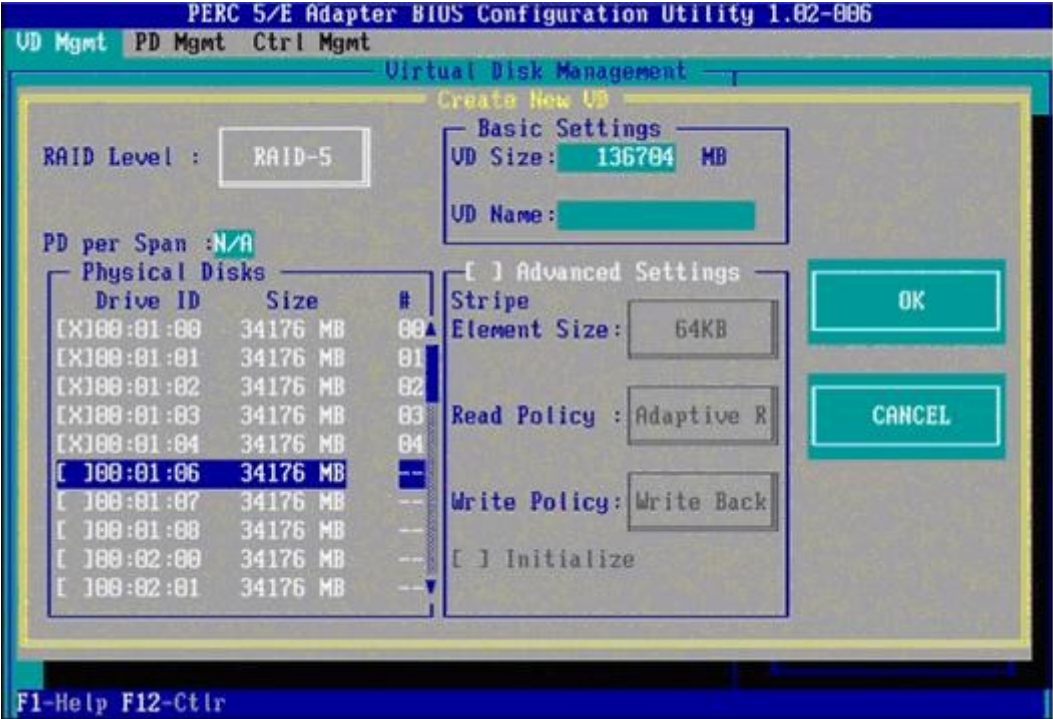 PERC 5/E Adapter BIOS Configuration Utility 1.02-006
VD Mgmt PD Mgmt Ctrl Mgmt
Virtual Disk Management
Create New VD
RAID Level : RAID-5
Basic Settings
VD Size: 136704 MB
VD Name:
PD per Span :N/A
Physical Disks
Drive ID Size #
[X]00:01:00 34176 MB 00
[X]00:01:01 34176 MB 01
[X]00:01:02 34176 MB 02
[X]00:01:03 34176 MB 03
[X]00:01:04 34176 MB 04
[ ]00:01:06 34176 MB --
[ ]00:01:07 34176 MB --
[ ]00:01:08 34176 MB --
[ ]00:02:00 34176 MB --
[ ]00:02:01 34176 MB --
[ ] Advanced Settings
Stripe
Element Size: 64KB
Read Policy : Adaptive R
Write Policy: Write Back
[ ] Initialize
OK
CANCEL
F1-Help F12-Ctlr